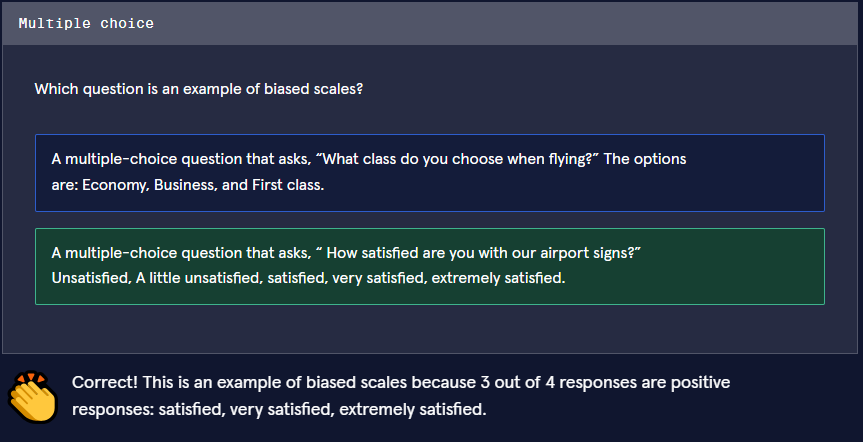 Multiple choice
Which question is an example of biased scales?
A multiple-choice question that asks, “What class do you choose when flying?” The options
are: Economy, Business, and First class.
A multiple-choice question that asks, “ How satisfied are you with our airport signs?”
Unsatisfied, A little unsatisfied, satisfied, very satisfied, extremely satisfied.
Correct! This is an example of biased scales because 3 out of 4 responses are positive
responses: satisfied, very satisfied, extremely satisfied.